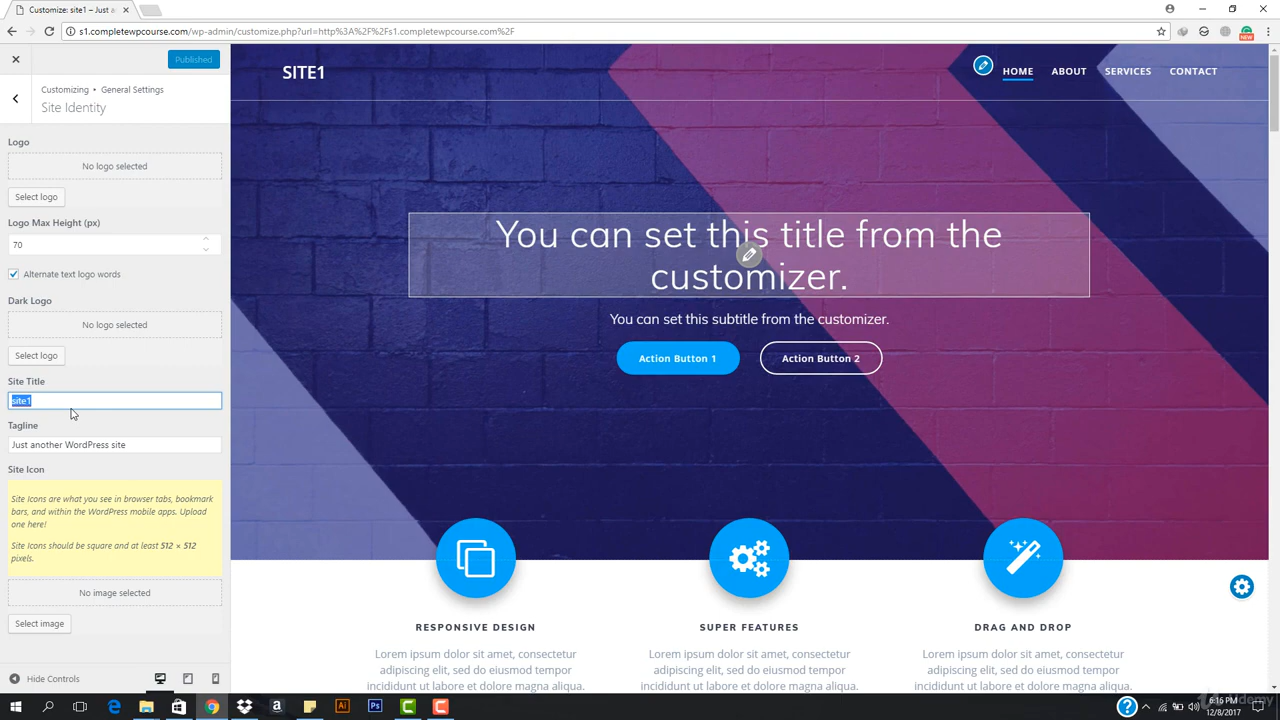 Customize: site1 – Just a
s1.completewpcourse.com/wp-admin/customize.php?url=http%3A%2F%2Fs1.completewpcourse.com%2F
NEW
Published
Customizing • General Settings
Site Identity
Logo
No logo selected
Select logo
Logo Max Height (px)
70
Alternate text logo words
Dark Logo
No logo selected
Select logo
Site Title
site1
Tagline
Just another WordPress site
Site Icon
Site Icons are what you see in browser tabs, bookmark
bars, and within the WordPress mobile apps. Upload
one here!
Site Icons should be square and at least 512 × 512
pixels.
No image selected
Select image
Hide Controls
SITE1
HOME ABOUT SERVICES CONTACT
You can set this title from the
customizer.
You can set this subtitle from the customizer.
Action Button 1 Action Button 2
RESPONSIVE DESIGN
Lorem ipsum dolor sit amet, consectetur
adipiscing elit, sed do eiusmod tempor
incididunt ut labore et dolore magna aliqua.
SUPER FEATURES
Lorem ipsum dolor sit amet, consectetur
adipiscing elit, sed do eiusmod tempor
incididunt ut labore et dolore magna aliqua.
DRAG AND DROP
Lorem ipsum dolor sit amet, consectetur
adipiscing elit, sed do eiusmod tempor
incididunt ut labore et dolore magna aliqua.
6:16 PM
12/8/2017
Udemy